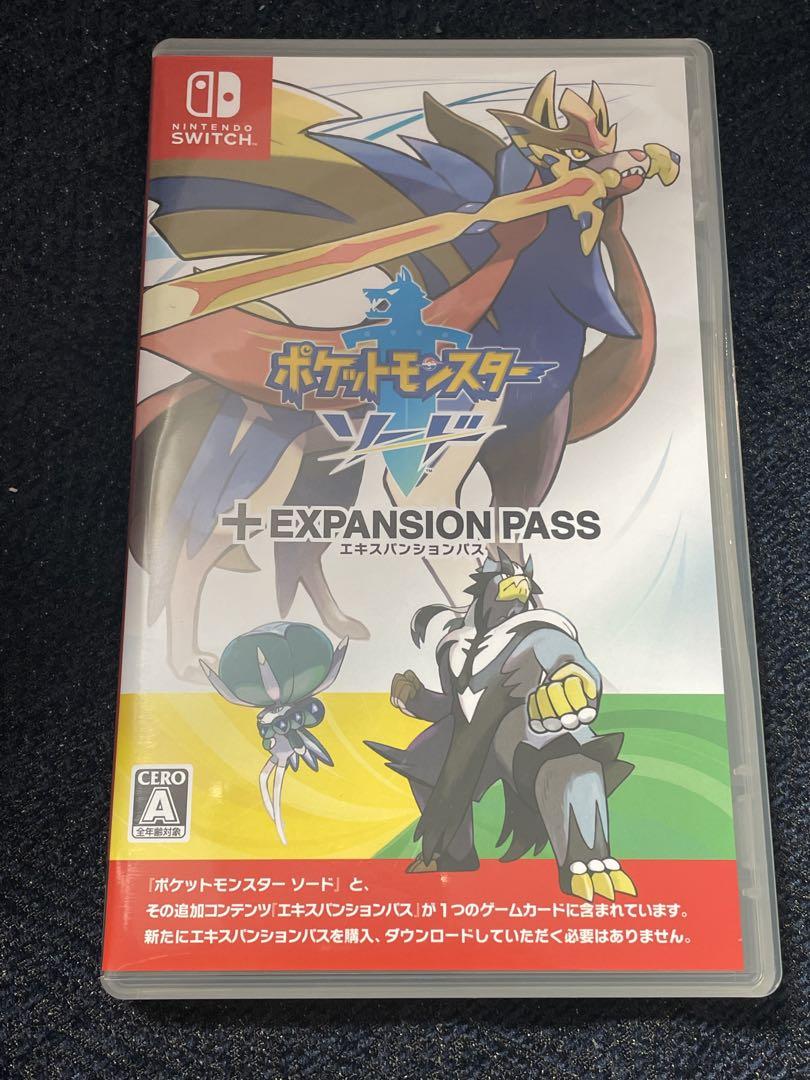 NINTENDO
SWITCH™
ポケットモンスター
ソード
™
+EXPANSION PASS
エキスパンションパス
CERO
A
全年齢対象
『ポケットモンスター ソード』と、
その追加コンテンツ『エキスパンションパス』が1つのゲームカードに含まれています。
新たにエキスパンションパスを購入、ダウンロードしていただく必要はありません。